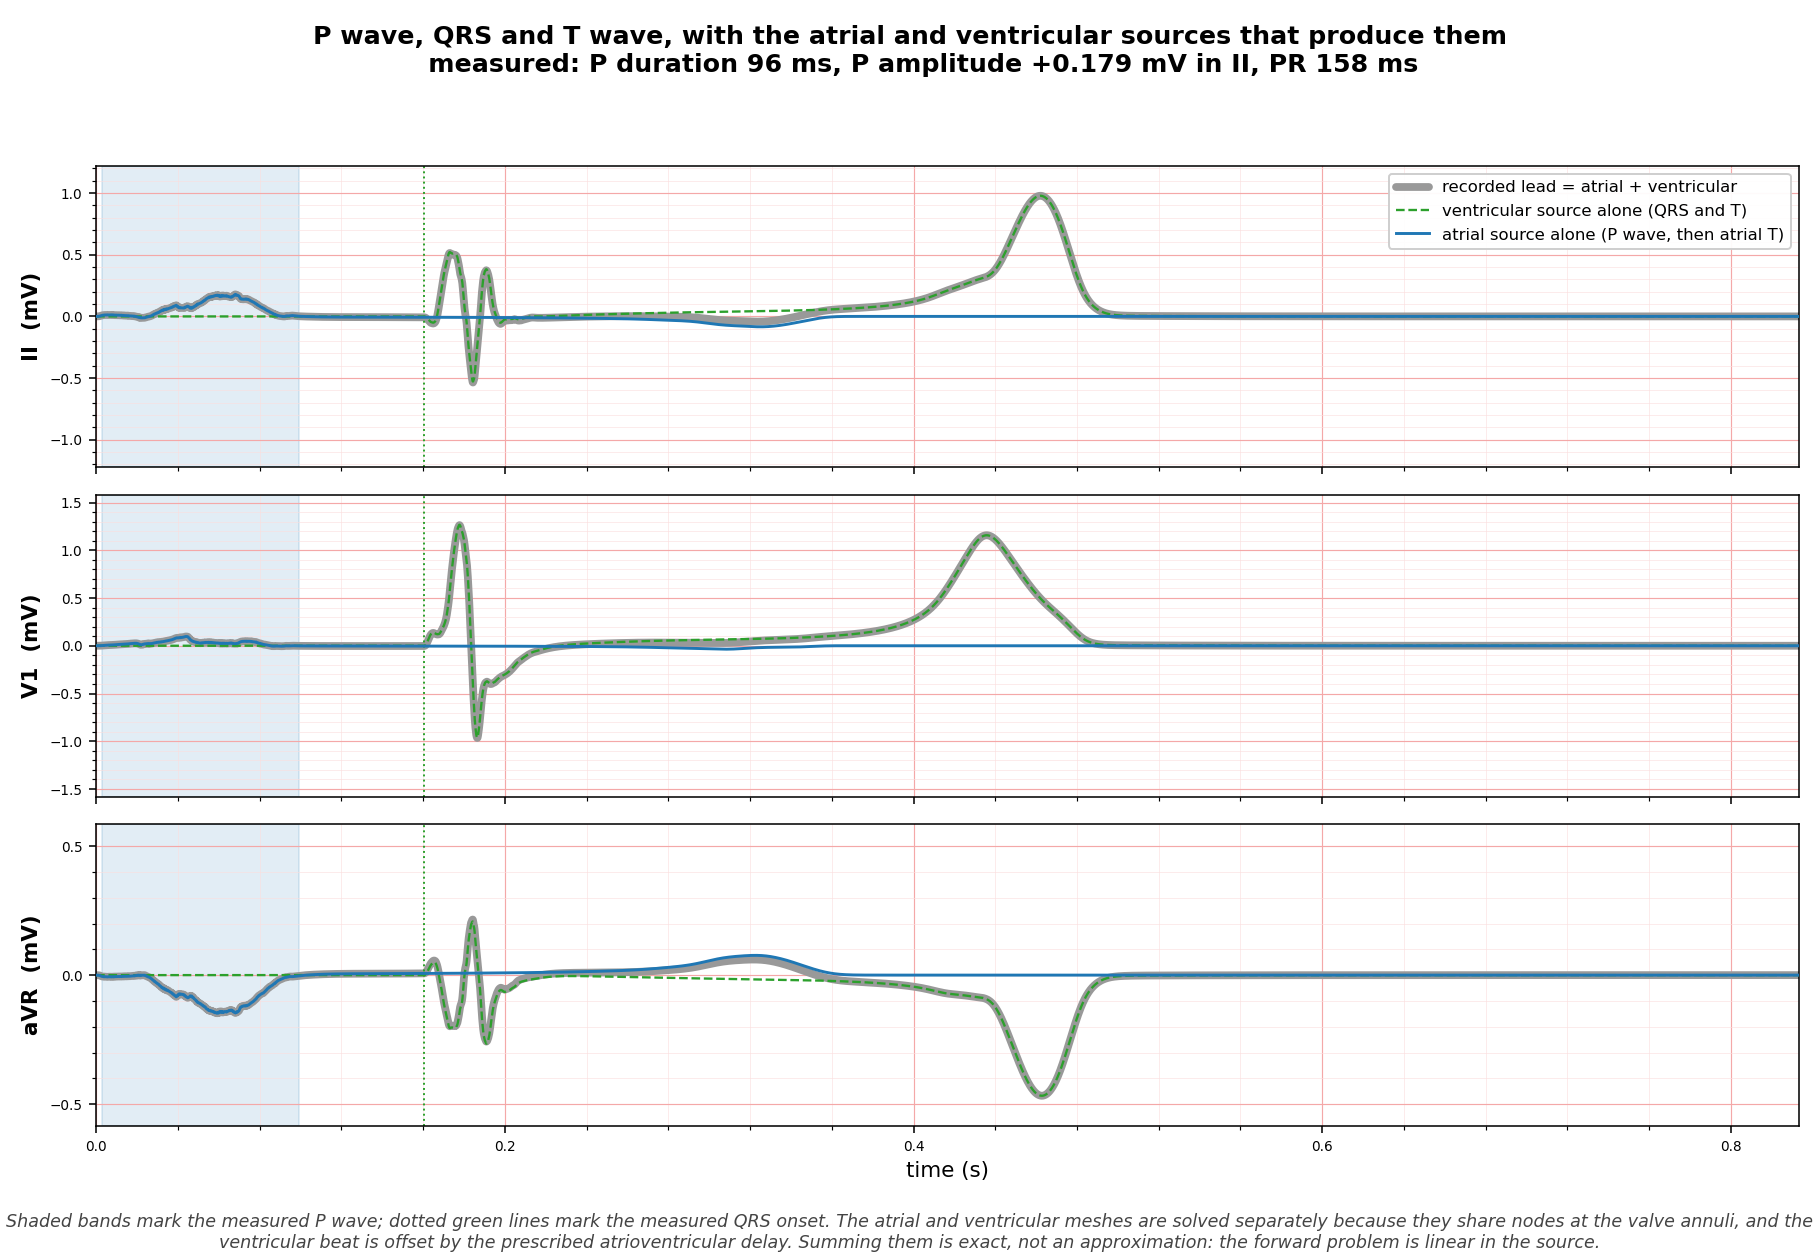 P wave, QRS and T wave, with the atrial and ventricular sources that produce them
measured: P duration 96 ms, P amplitude +0.179 mV in II, PR 158 ms
II (mV)
1.0
0.5
0.0
−0.5
−1.0
recorded lead = atrial + ventricular
ventricular source alone (QRS and T)
atrial source alone (P wave, then atrial T)
V1 (mV)
1.5
1.0
0.5
0.0
−0.5
−1.0
−1.5
aVR (mV)
0.5
0.0
−0.5
0.0 0.2 0.4 0.6 0.8
time (s)
Shaded bands mark the measured P wave; dotted green lines mark the measured QRS onset. The atrial and ventricular meshes are solved separately because they share nodes at the valve annuli, and the
ventricular beat is offset by the prescribed atrioventricular delay. Summing them is exact, not an approximation: the forward problem is linear in the source.